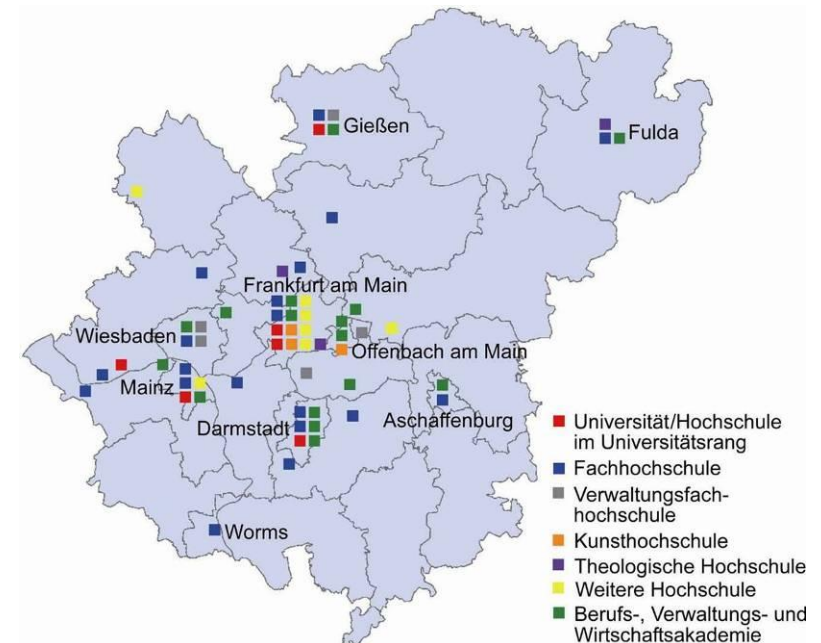 Gießen
Fulda
Frankfurt am Main
Wiesbaden
Offenbach am Main
Mainz
Aschaffenburg
Darmstadt
Worms
Universität/Hochschule
im Universitätsrang
Fachhochschule
Verwaltungsfach-
hochschule
Kunsthochschule
Theologische Hochschule
Weitere Hochschule
Berufs-, Verwaltungs- und
Wirtschaftsakademie